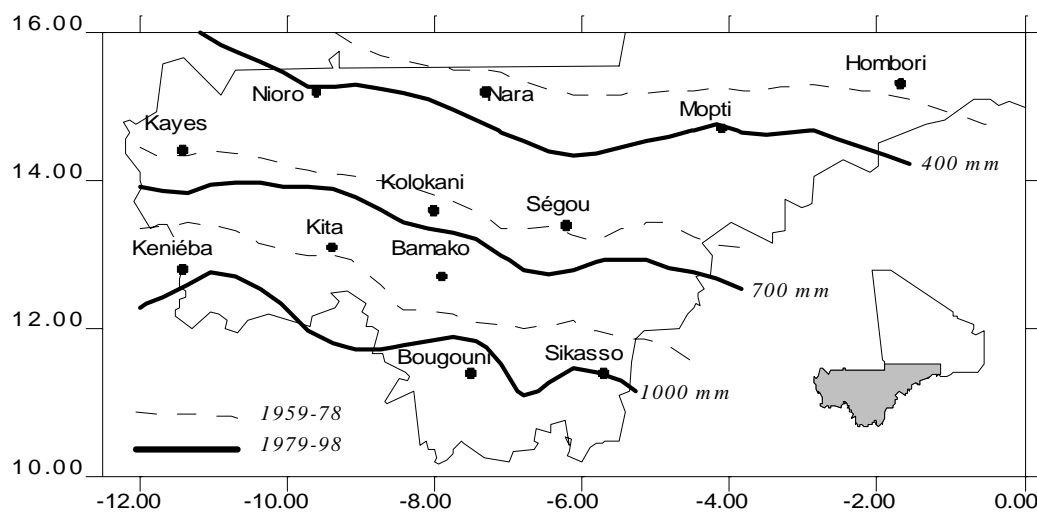 16.00
Hombori
Nioro
Nara
Mopti
Kayes
400 mm
14.00
Kolokani
Ségou
Kita
Keniéba
Bamako
700 mm
12.00
Bougouni
Sikasso
1000 mm
1959-78
1979-98
10.00
-12.00 -10.00 -8.00 -6.00 -4.00 -2.00 0.00